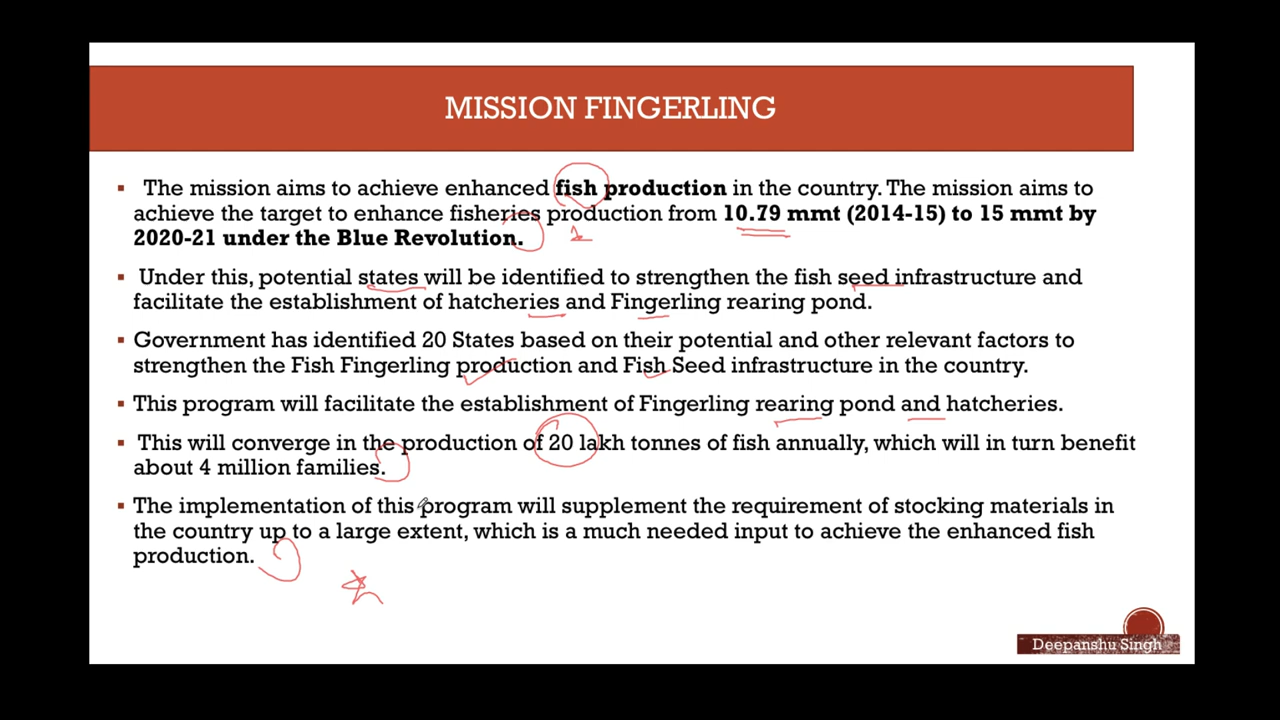 MISSION FINGERLING
▪ The mission aims to achieve enhanced fish production in the country. The mission aims to
achieve the target to enhance fisheries production from 10.79 mmt (2014-15) to 15 mmt by
2020-21 under the Blue Revolution.
1
▪ Under this, potential states will be identified to strengthen the fish seed infrastructure and
facilitate the establishment of hatcheries and Fingerling rearing pond.
▪ Government has identified 20 States based on their potential and other relevant factors to
strengthen the Fish Fingerling production and Fish Seed infrastructure in the country.
▪ This program will facilitate the establishment of Fingerling rearing pond and hatcheries.
▪ This will converge in the production of 20 lakh tonnes of fish annually, which will in turn benefit
about 4 million families.
▪ The implementation of this program will supplement the requirement of stocking materials in
the country up to a large extent, which is a much needed input to achieve the enhanced fish
production.
Deepanshu Singh